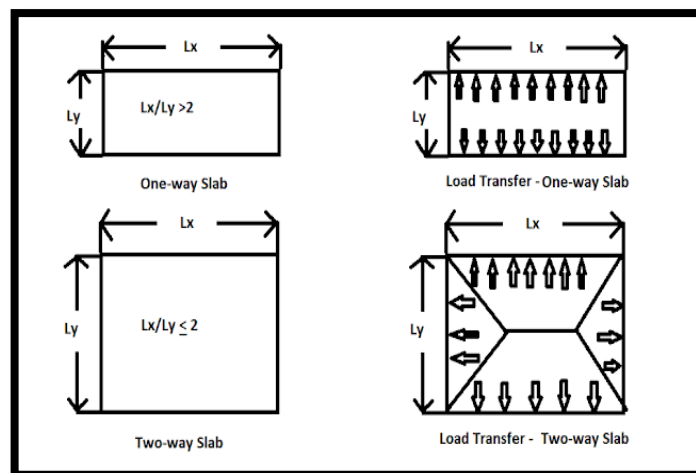 Lx
Lx
Ly
Lx/Ly >2
Ly
One-way Slab
Load Transfer - One-way Slab
Lx
Lx
Ly
Lx/Ly ≤ 2
Ly
Two-way Slab
Load Transfer - Two-way Slab